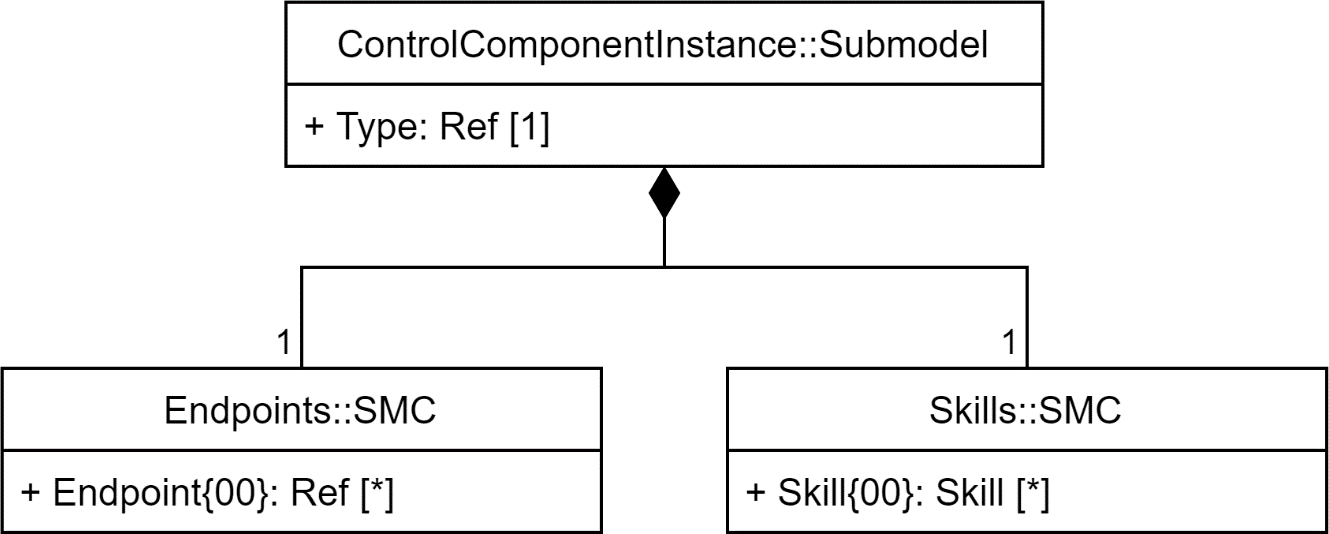 ControlComponentInstance::Submodel
+ Type: Ref [1]
1
1
Endpoints::SMC
+ Endpoint{00}: Ref [*]
Skills::SMC
+ Skill{00}: Skill [*]